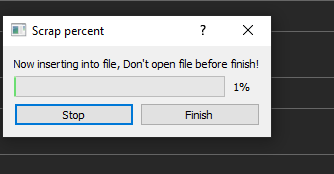 Scrap percent
Now inserting into file, Don't open file before finish!
1%
Stop
Finish